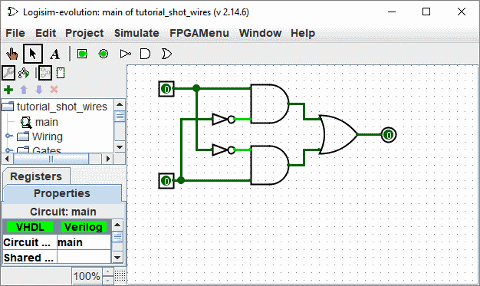 Logisim-evolution: main of tutorial_shot_wires (v 2.14.6)
File Edit Project Simulate FPGAMenu Window Help
A
tutorial_shot_wires
main
Wiring
Gates
Registers
Properties
Circuit: main
VHDL Verilog
Circuit ... main
Shared ...
100%
0
0
0